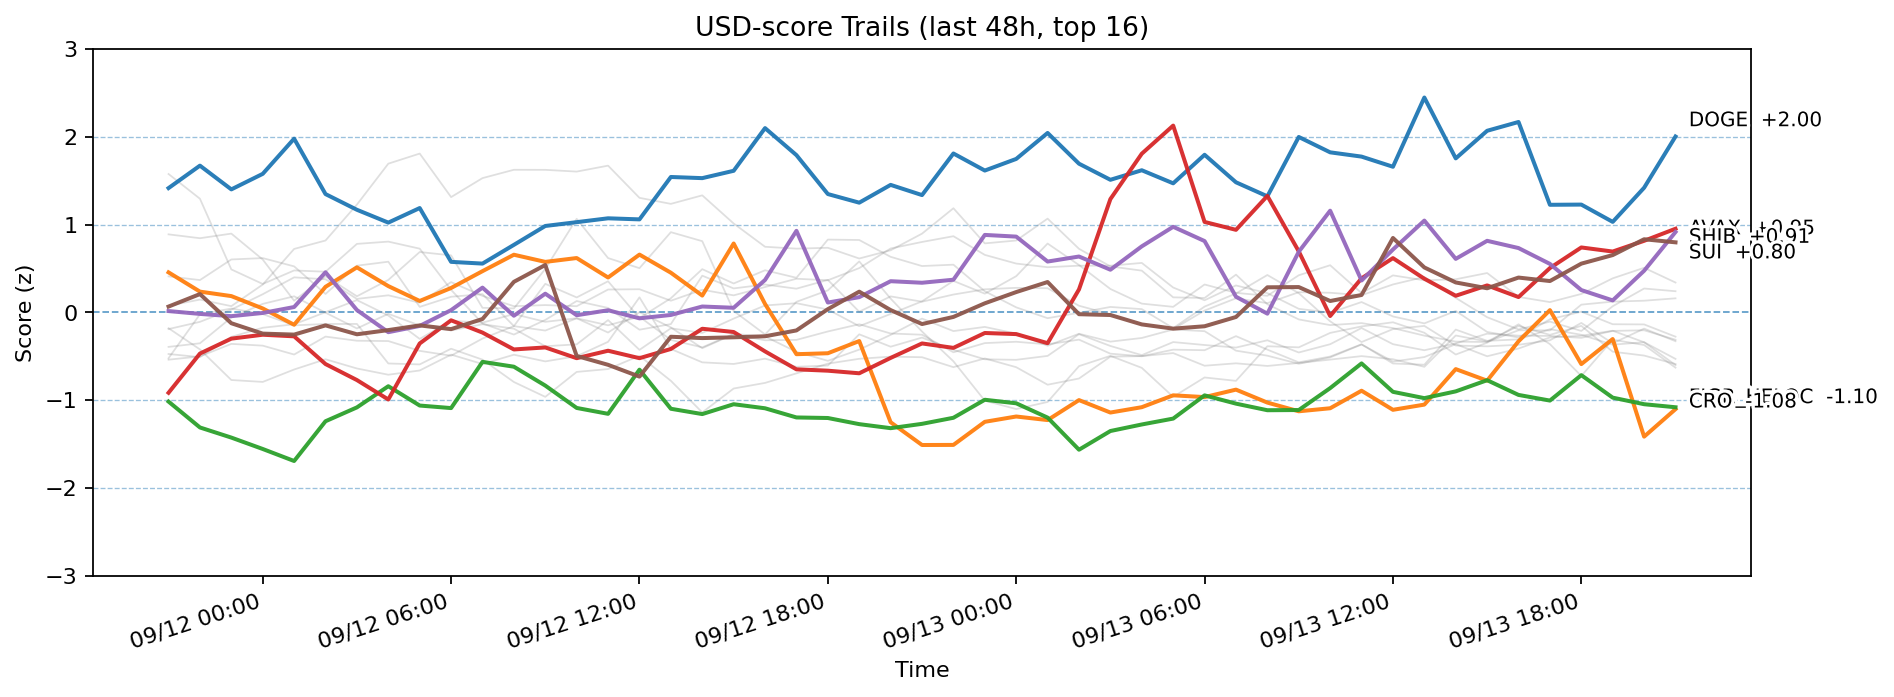 USD-score Trails (last 48h, top 16)
Score (z)
3
2
1
0
−1
−2
−3
DOGE +2.00
AVAX +0.95
SHIB +0.91
SUI +0.80
C -1.10
CRO -1.08
09/12 00:00
09/12 06:00
09/12 12:00
09/12 18:00
09/13 00:00
09/13 06:00
09/13 12:00
09/13 18:00
Time